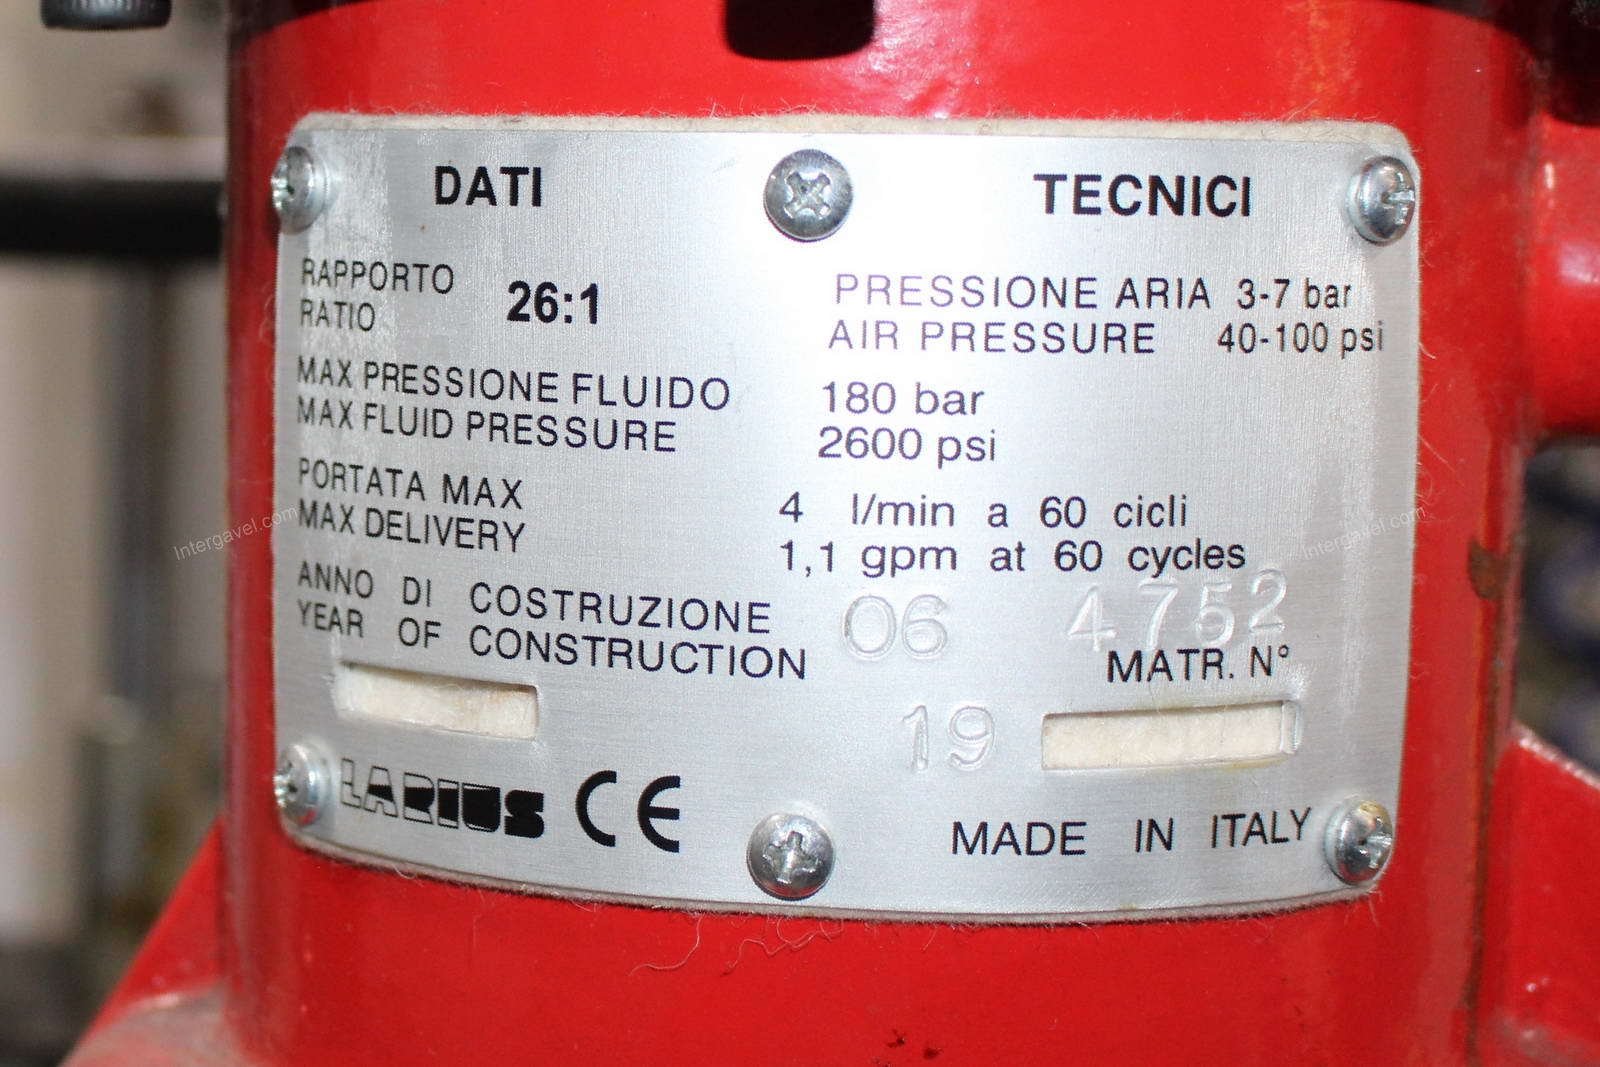 DATI TECNICI
RAPPORTO 26:1 PRESSIONE ARIA 3-7 bar
RATIO AIR PRESSURE 40-100 psi
MAX PRESSIONE FLUIDO 180 bar
MAX FLUID PRESSURE 2600 psi
PORTATA MAX 4 l/min a 60 cicli
MAX DELIVERY 1,1 gpm at 60 cycles
ANNO DI COSTRUZIONE 06 4752
YEAR OF CONSTRUCTION MATR. N°
19
LARIUS CE MADE IN ITALY
Intergavel.com
Intergavel.com